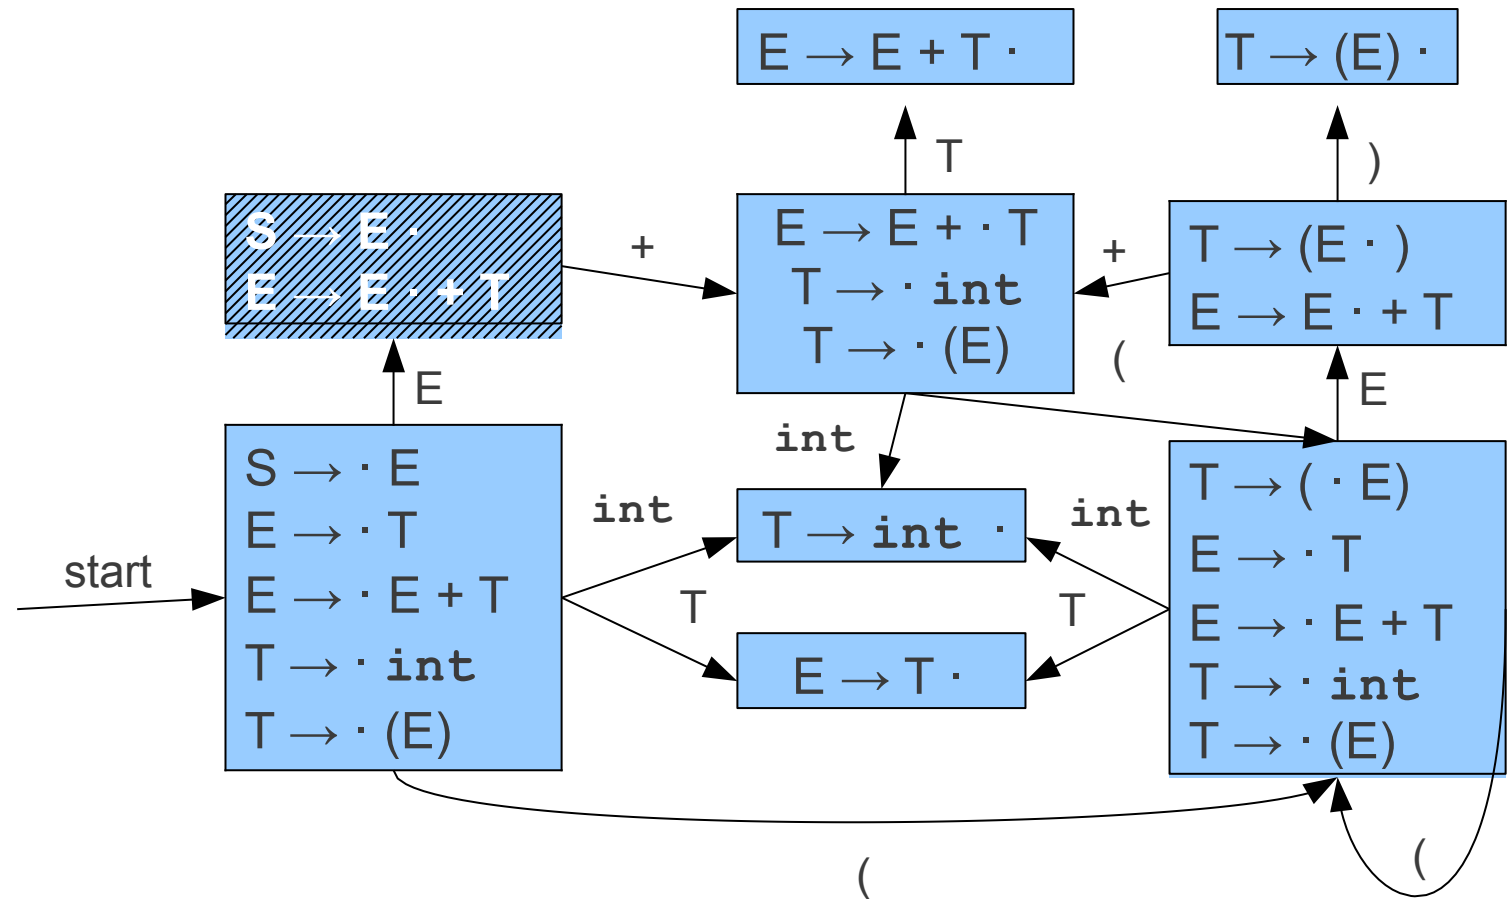 E → E + T ·
T → (E) ·
T
)
S → E ·
E → E · + T
+
E → E + · T
T → · int
T → · (E)
+
T → (E · )
E → E · + T
(
E
E
int
start
S → · E
E → · T
E → · E + T
T → · int
T → · (E)
int
T
T → int ·
E → T ·
int
T
T → ( · E)
E → · T
E → · E + T
T → · int
T → · (E)
(
(